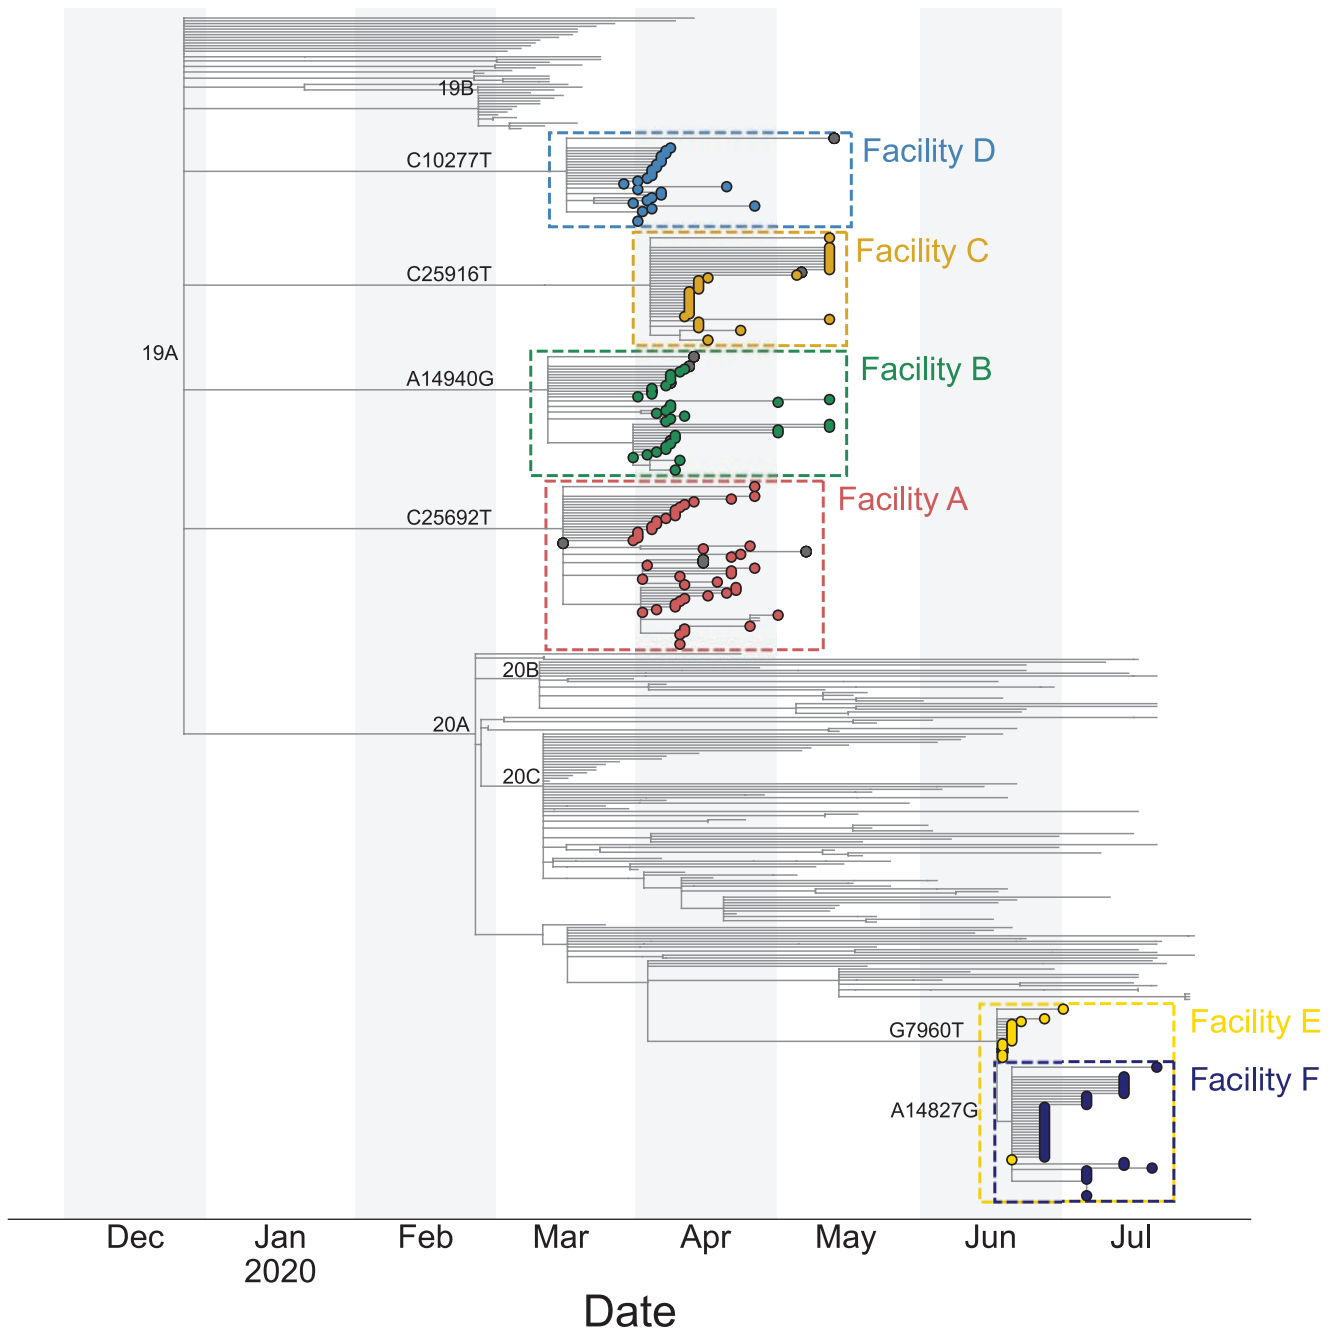 19B
Facility D
C10277T
Facility C
C25916T
19A
Facility B
A14940G
Facility A
C25692T
20B
20A
20C
Facility E
G7960T
Facility F
A14827G
Dec Jan Feb Mar Apr May Jun Jul
2020
Date